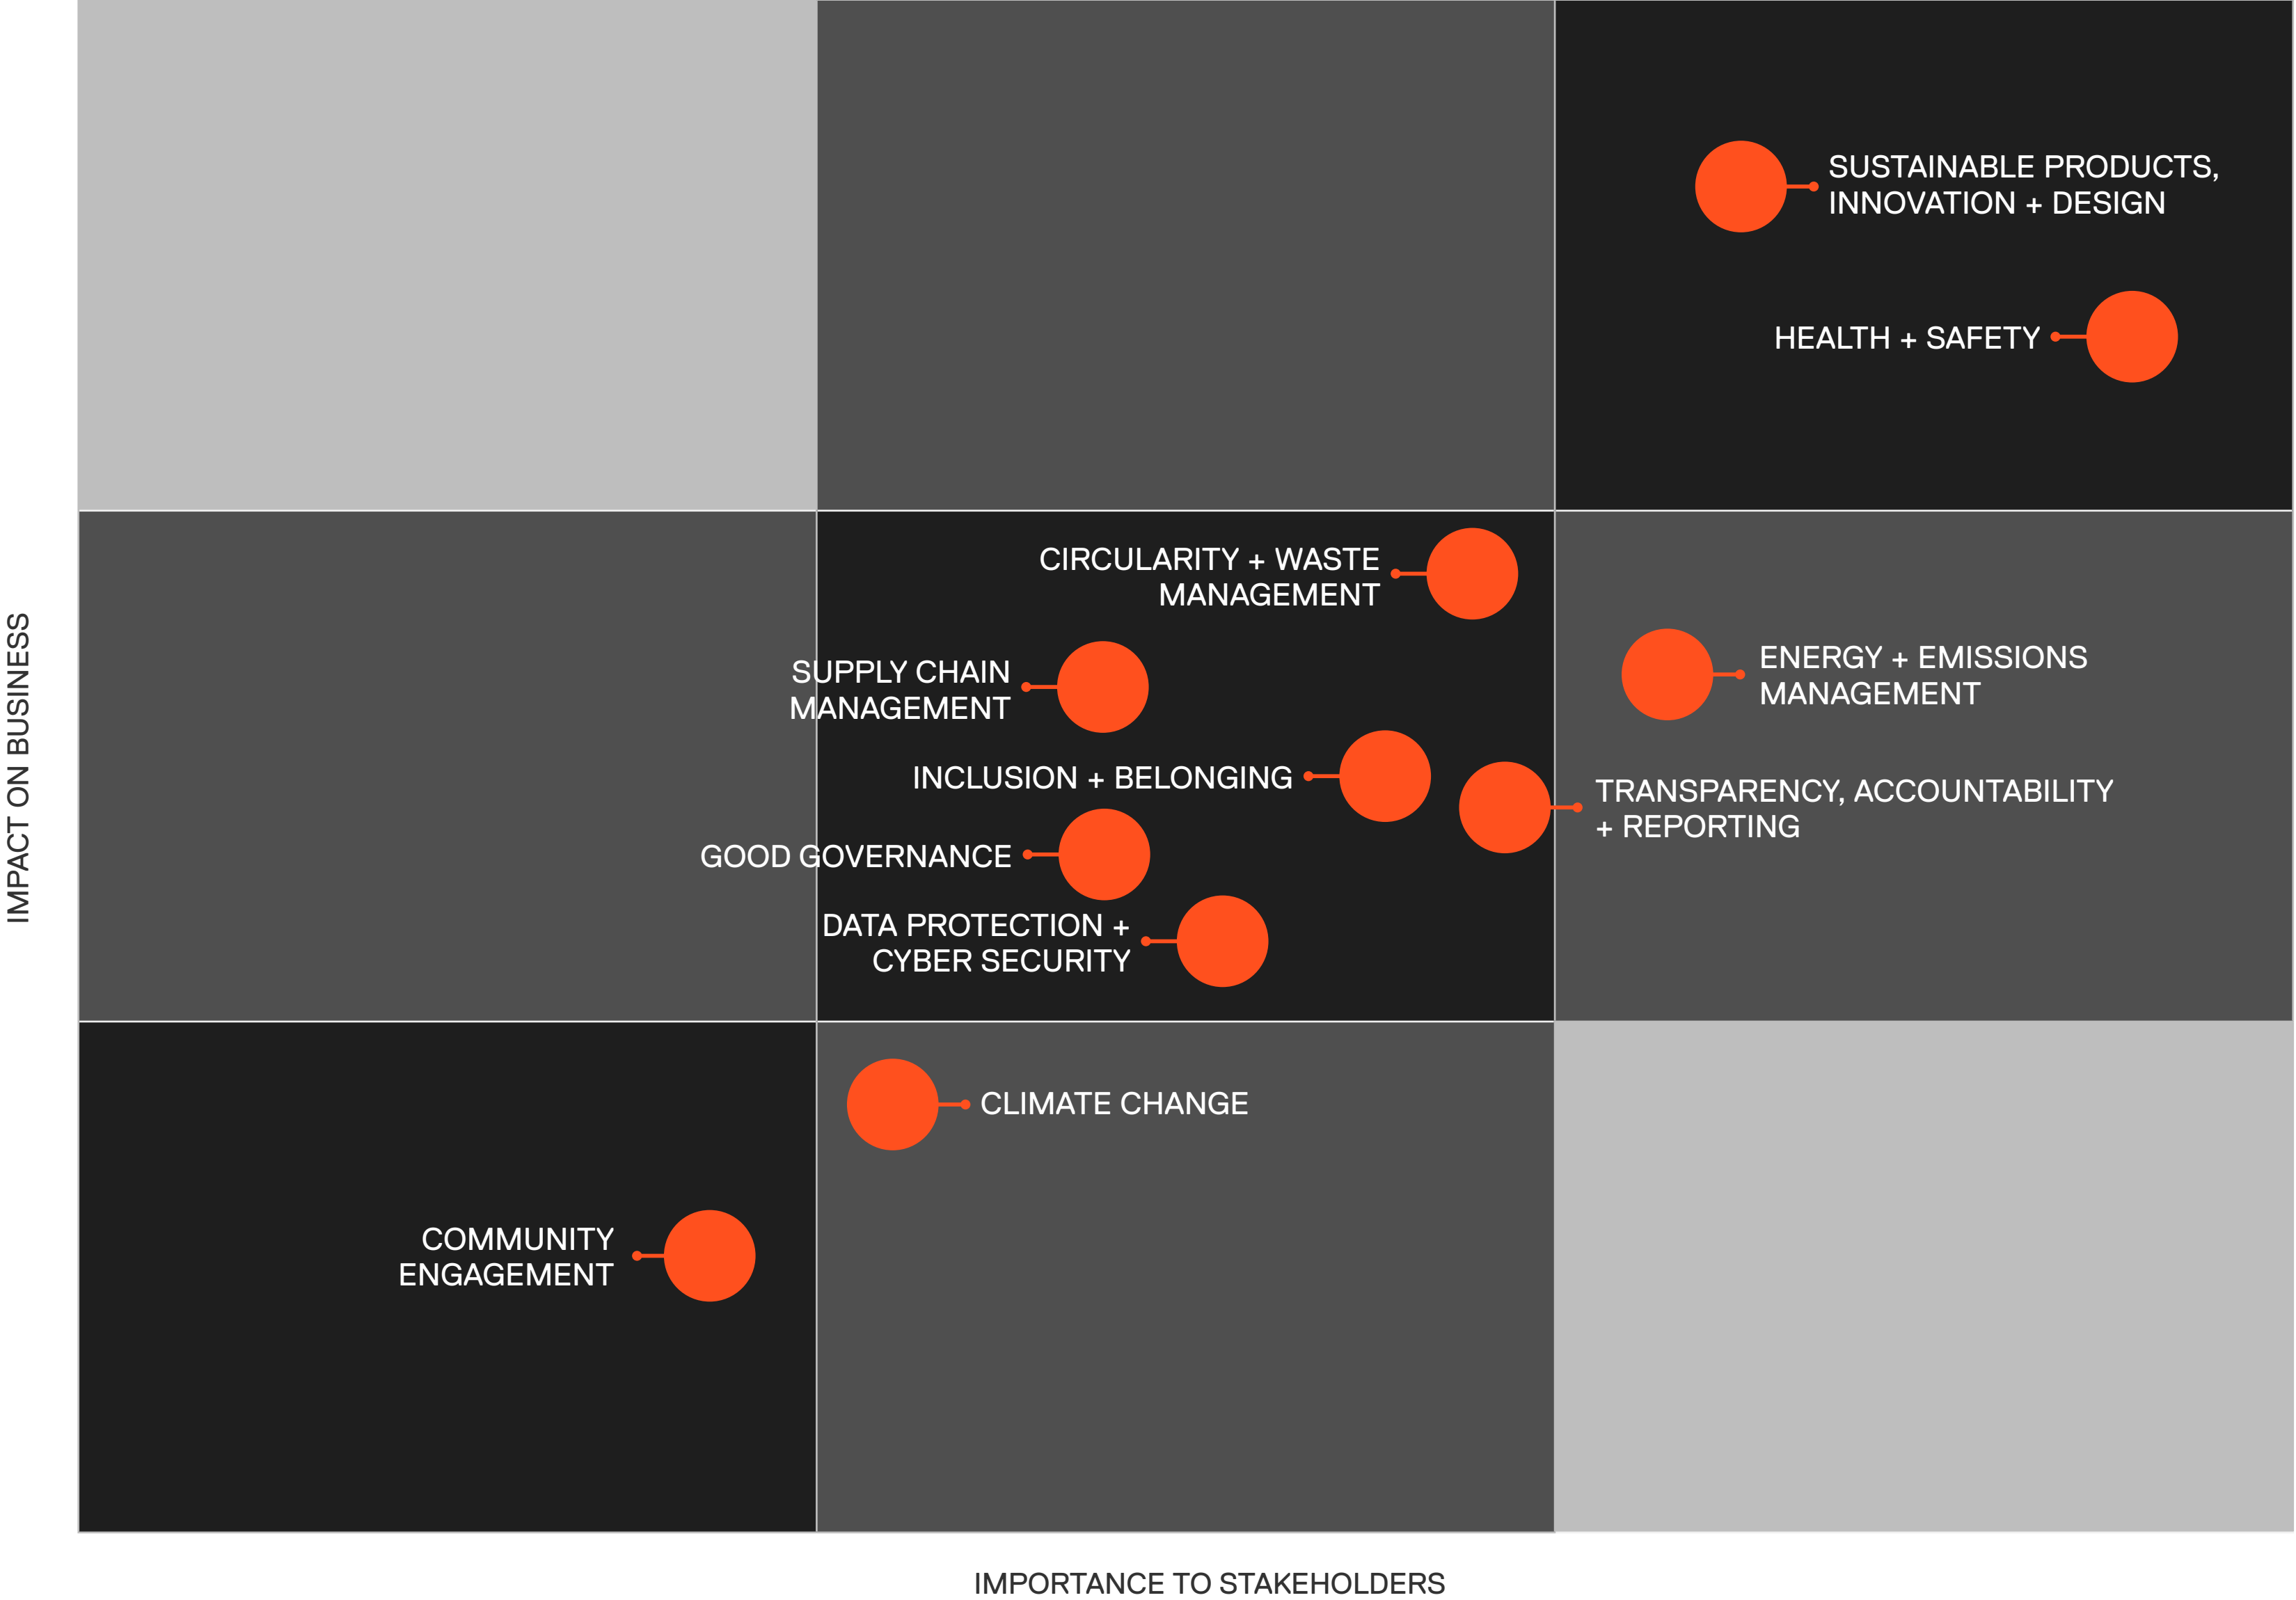 SUSTAINABLE PRODUCTS,
INNOVATION + DESIGN
HEALTH + SAFETY
CIRCULARITY + WASTE
MANAGEMENT
SUPPLY CHAIN
MANAGEMENT
ENERGY + EMISSIONS
MANAGEMENT
INCLUSION + BELONGING
TRANSPARENCY, ACCOUNTABILITY
+ REPORTING
GOOD GOVERNANCE
DATA PROTECTION +
CYBER SECURITY
CLIMATE CHANGE
COMMUNITY
ENGAGEMENT
IMPACT ON BUSINESS
IMPORTANCE TO STAKEHOLDERS